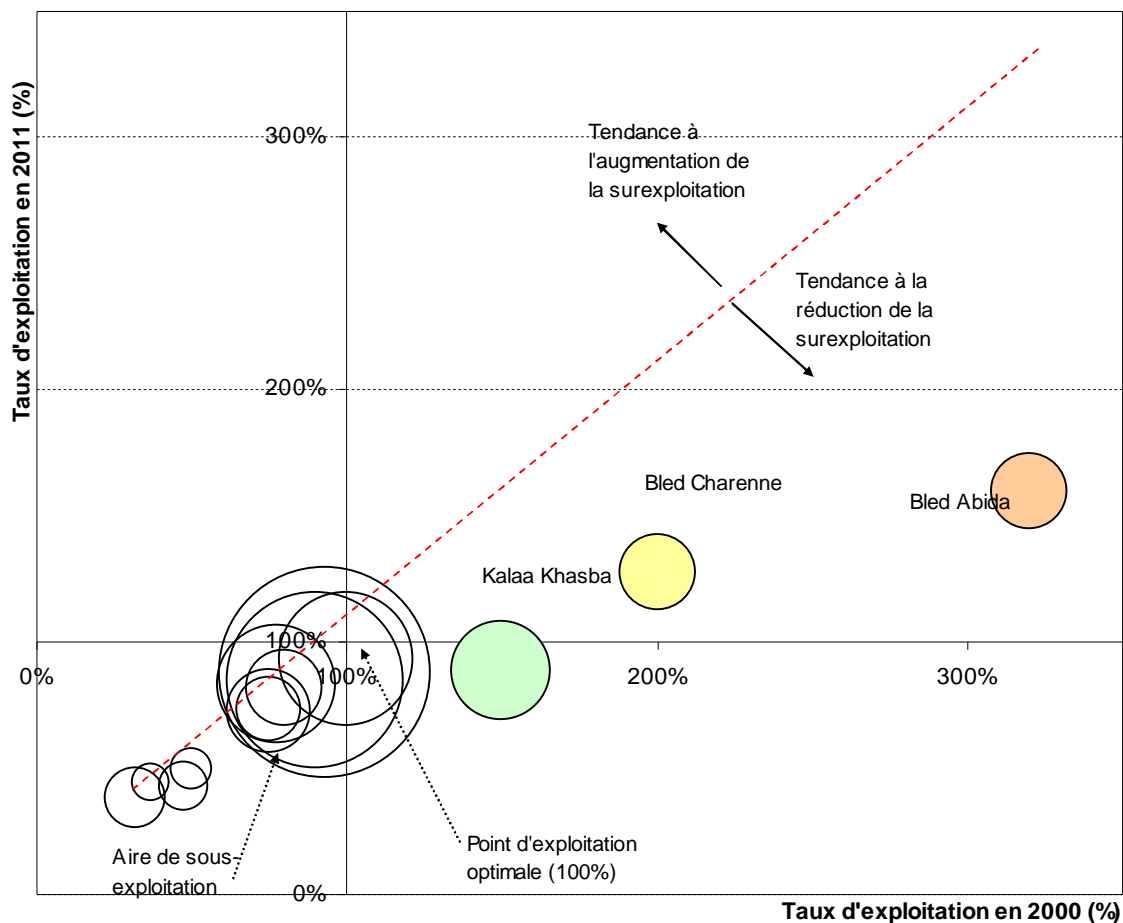 Taux d'exploitation en 2011 (%)
300%
Tendance à
l'augmentation de
la surexploitation
Tendance à la
réduction de la
surexploitation
200%
Bled Charenne
Bled Abida
Kalaa Khasba
100%
0%
100%
200%
300%
Aire de sous-
exploitation
Point d'exploitation
optimale (100%)
0%
Taux d'exploitation en 2000 (%)